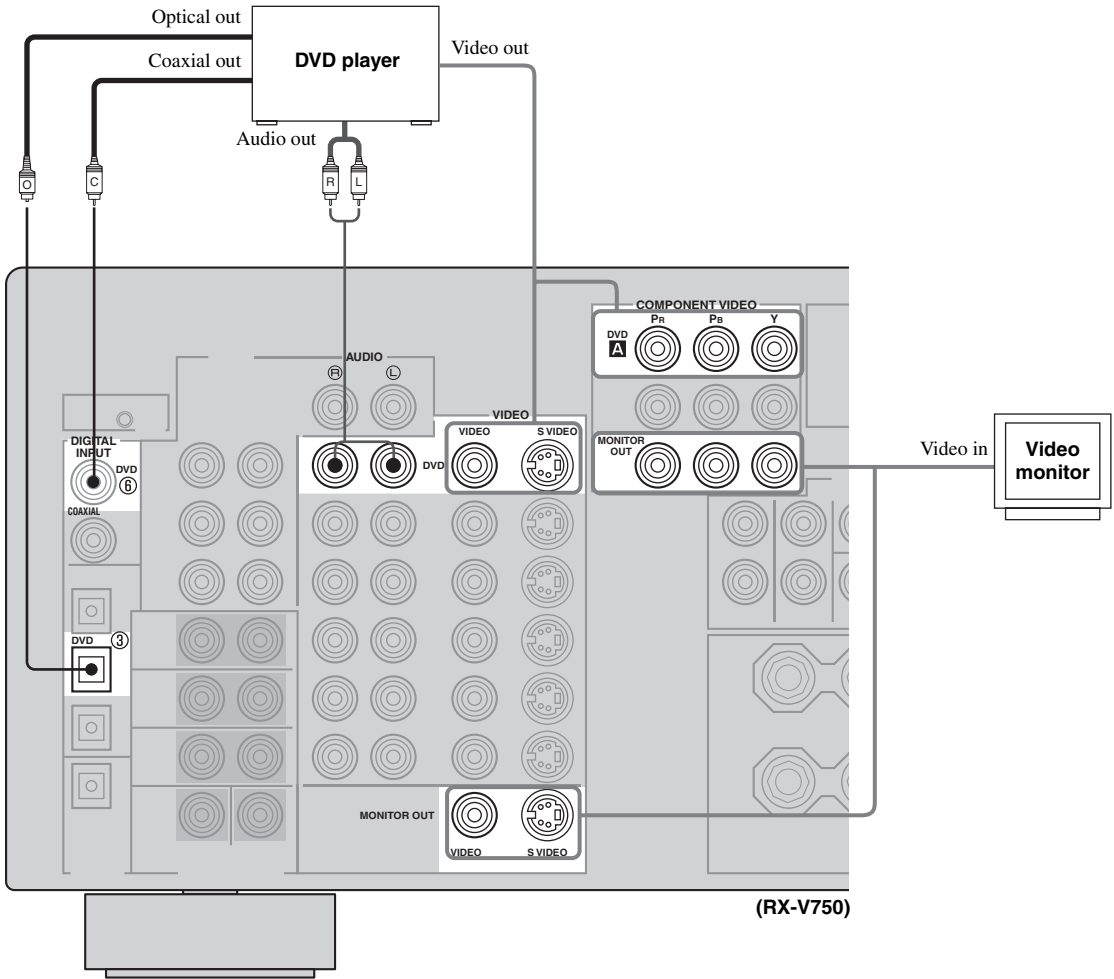 Optical out
Coaxial out
DVD player
Video out
Audio out
O
C
R
L
COMPONENT VIDEO
PR
PB
Y
DVD
A
AUDIO
R
L
VIDEO
VIDEO
S VIDEO
DVD
MONITOR
OUT
Video in
Video
monitor
DIGITAL
INPUT
DVD
⑥
COAXIAL
DVD
③
MONITOR OUT
VIDEO
S VIDEO
(RX-V750)